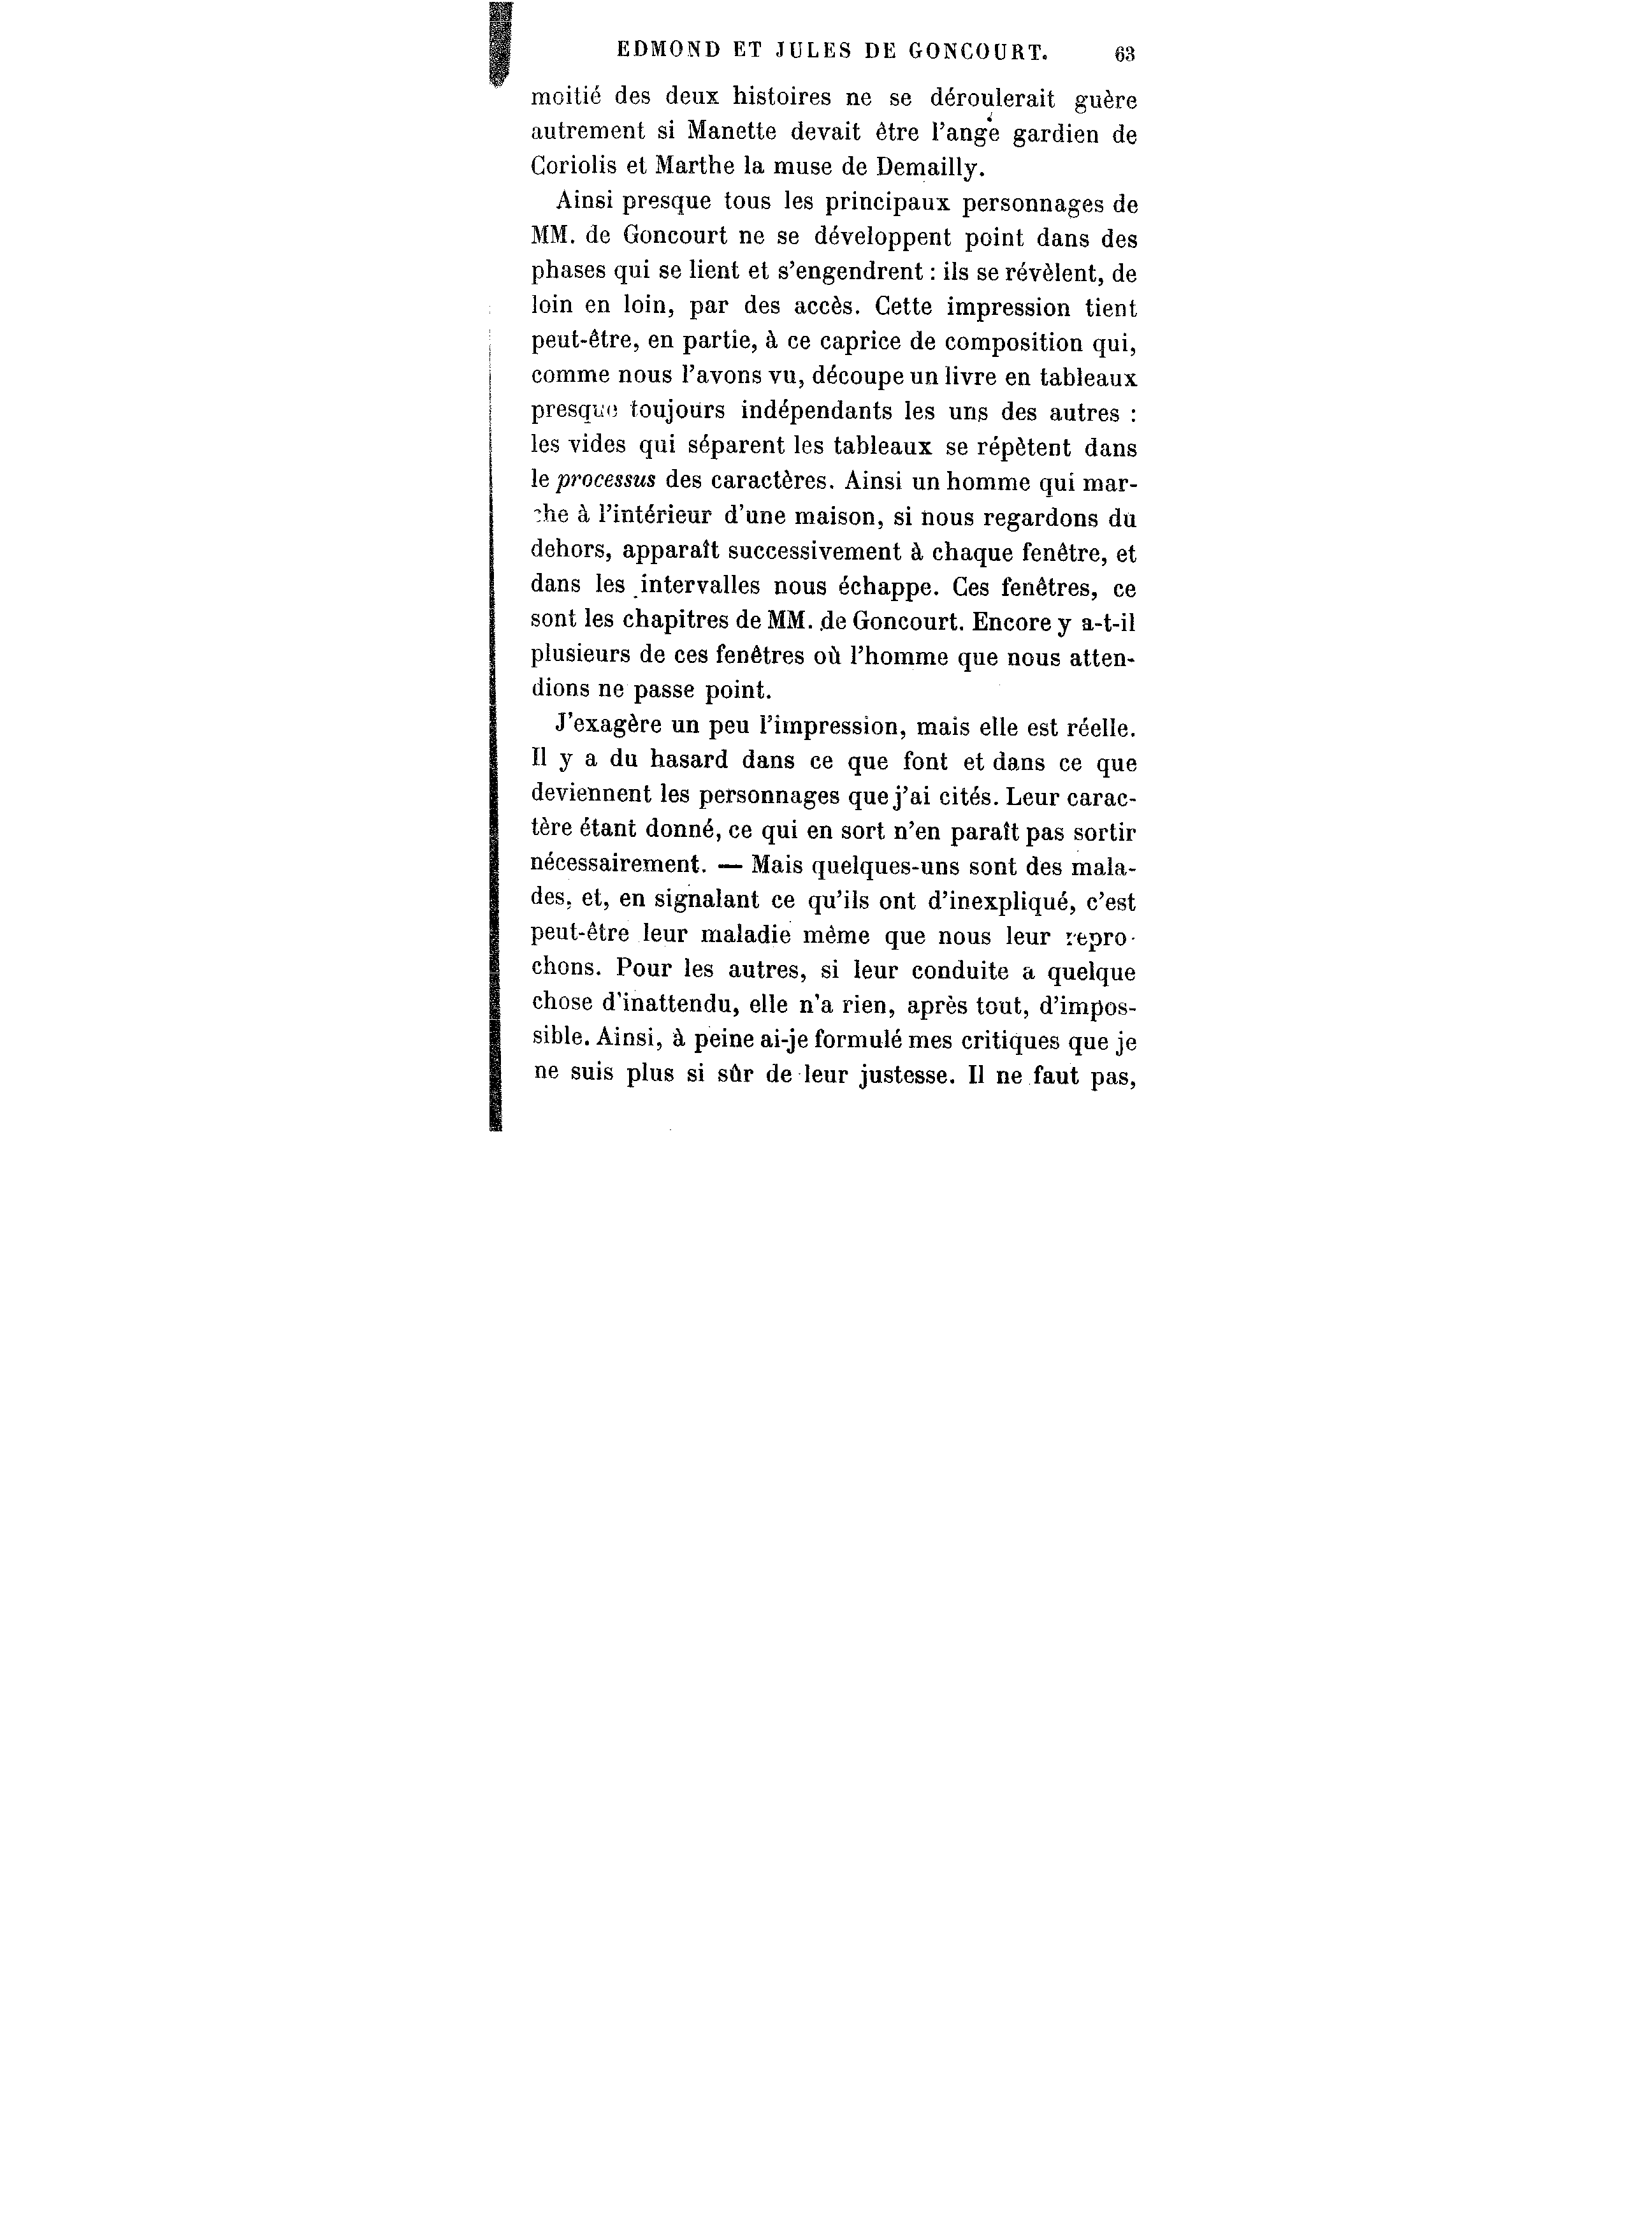 EDMOND ET JULES DE GONCOURT. 63
moitié des deux histoires ne se déroulerait guère
autrement si Manette devait être l'ange gardien de
Coriolis et Marthe la muse de Demailly.
Ainsi presque tous les principaux personnages de
MM. de Goncourt ne se développent point dans des
phases qui se lient et s'engendrent : ils se révèlent, de
loin en loin, par des accès. Cette impression tient
peut-être, en partie, à ce caprice de composition qui,
comme nous l'avons vu, découpe un livre en tableaux
presque toujours indépendants les uns des autres :
les vides qui séparent les tableaux se répètent dans
le processus des caractères. Ainsi un homme qui mar-
che à l'intérieur d'une maison, si nous regardons du
dehors, apparaît successivement à chaque fenêtre, et
dans les intervalles nous échappe. Ces fenêtres, ce
sont les chapitres de MM. de Goncourt. Encore y a-t-il
plusieurs de ces fenêtres où l'homme que nous atten-
dions ne passe point.
J'exagère un peu l'impression, mais elle est réelle.
Il y a du hasard dans ce que font et dans ce que
deviennent les personnages que j'ai cités. Leur carac-
tère étant donné, ce qui en sort n'en paraît pas sortir
nécessairement. — Mais quelques-uns sont des mala-
des, et, en signalant ce qu'ils ont d'inexpliqué, c'est
peut-être leur maladie même que nous leur repro-
chons. Pour les autres, si leur conduite a quelque
chose d'inattendu, elle n'a rien, après tout, d'impos-
sible. Ainsi, à peine ai-je formulé mes critiques que je
ne suis plus si sûr de leur justesse. Il ne faut pas,